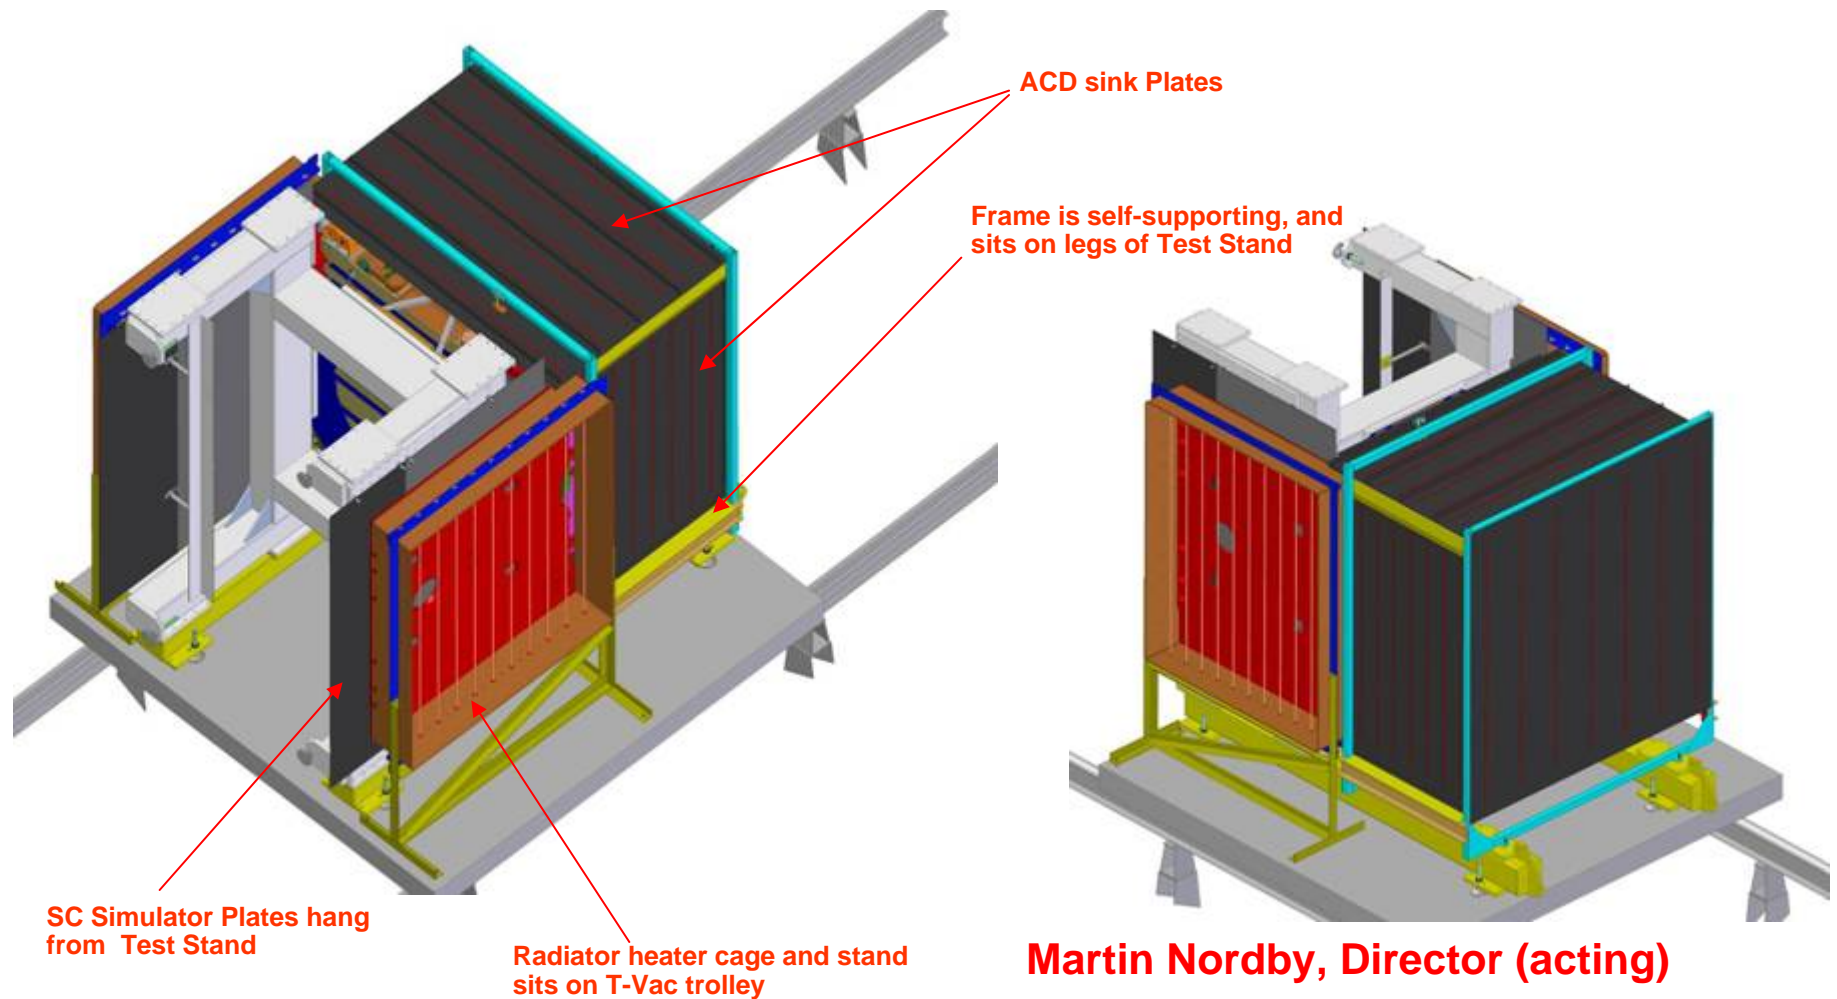 ACD sink Plates
Frame is self-supporting, and
sits on legs of Test Stand
SC Simulator Plates hang
from Test Stand
Radiator heater cage and stand
sits on T-Vac trolley
Martin Nordby, Director (acting)